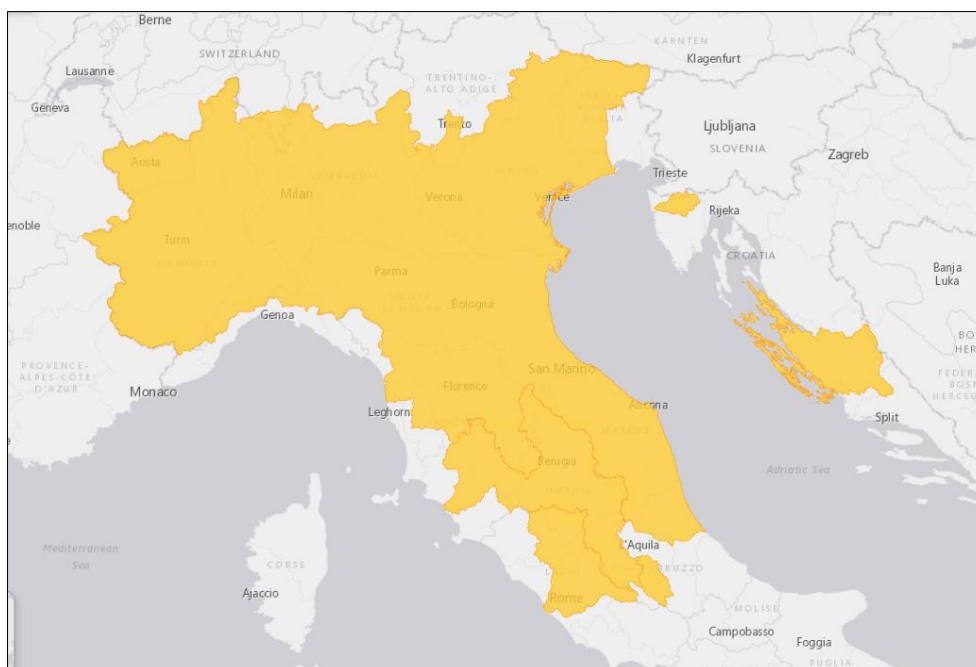 Berne
KÄRNTEN
SWITZERLAND
Klagenfurt
Lausanne
TRENTINO-
ALTO ADIGE
Geneva
Trento
Ljubljana
SLOVENIA
Zagreb
Aosta
Trieste
Milan
Verona
Venice
Rijeka
enoble
Turin
CROATIA
Parma
Banja
Luka
Bologna
Genoa
PROVENCE-
ALPES-CÔTE
D'AZUR
San Marino
Florence
Monaco
Leghorn
Ancona
Split
Perugia
Adriatic Sea
Mediterranean
Sea
L'Aquila
CORSE
Ajaccio
Rome
MOLISE
Campobasso
Foggia
PUGLIA